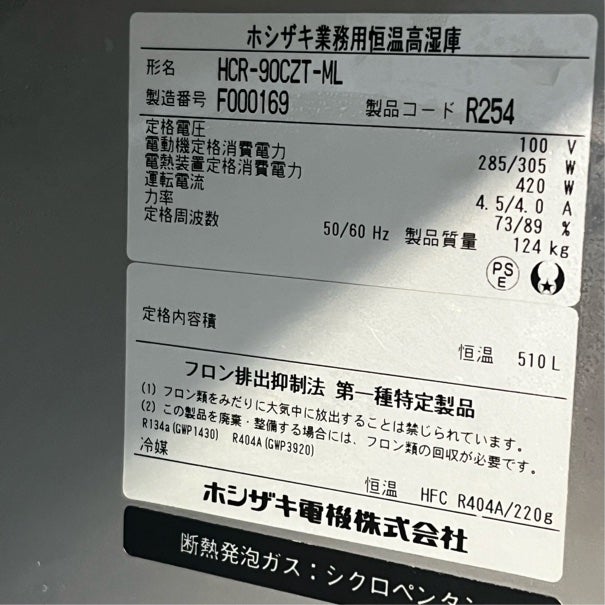 ホシザキ業務用恒温高湿庫
形名 HCR-90CZT-ML
製造番号 F000169 製品コード R254
定格電圧 100 V
電動機定格消費電力 285/305 W
電熱装置定格消費電力 420 W
運転電流 4.5/4.0 A
力率 73/89 %
定格周波数 50/60 Hz 製品質量 124 kg
PS
E
定格内容積
恒温 510 L
フロン排出抑制法 第一種特定製品
(1) フロン類をみだりに大気中に放出することは禁じられています。
(2) この製品を廃棄・整備する場合には、フロン類の回収が必要です。
R134a(GWP1430) R404A(GWP3920)
冷媒
恒温 HFC R404A/220g
ホシザキ電機株式会社
断熱発泡ガス：シクロペンタン